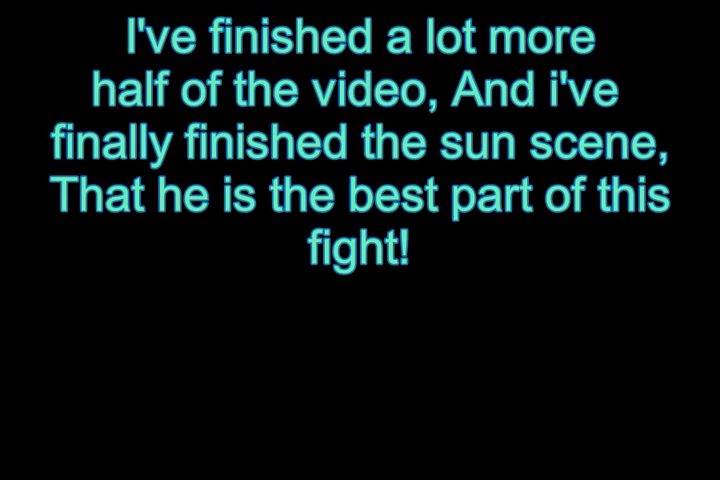 I've finished a lot more
half of the video, And i've
finally finished the sun scene,
That he is the best part of this
fight!